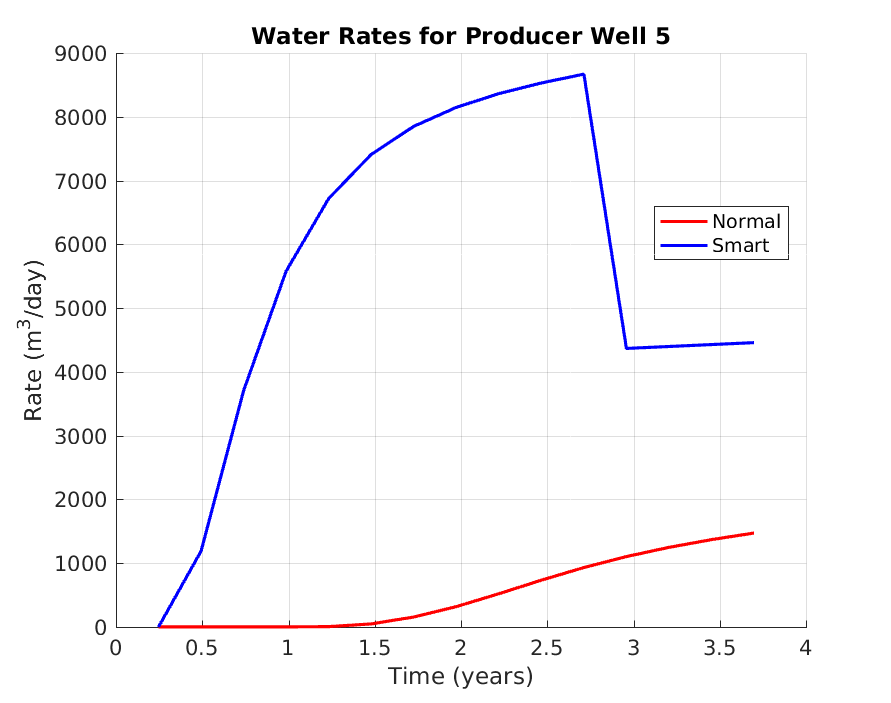 Water Rates for Producer Well 5
9000
8000
7000
6000
5000
4000
3000
2000
1000
0
Rate (m³/day)
Normal
Smart
0 0.5 1 1.5 2 2.5 3 3.5 4
Time (years)